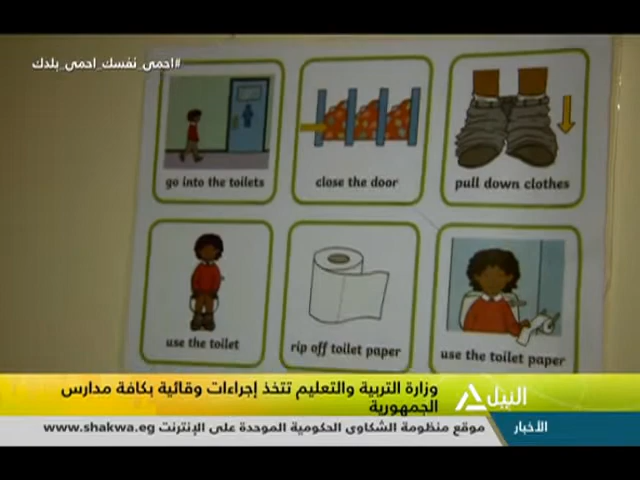 #احمى_نفسك_احمى_بلدك
go into the toilets
close the door
pull down clothes
use the toilet
rip off toilet paper
use the toilet paper
وزارة التربية والتعليم تتخذ إجراءات وقائية بكافة مدارس
الجمهورية
النيل
الأخبار
موقع منظومة الشكاوى الحكومية الموحدة على الإنترنت www.shakwa.eg